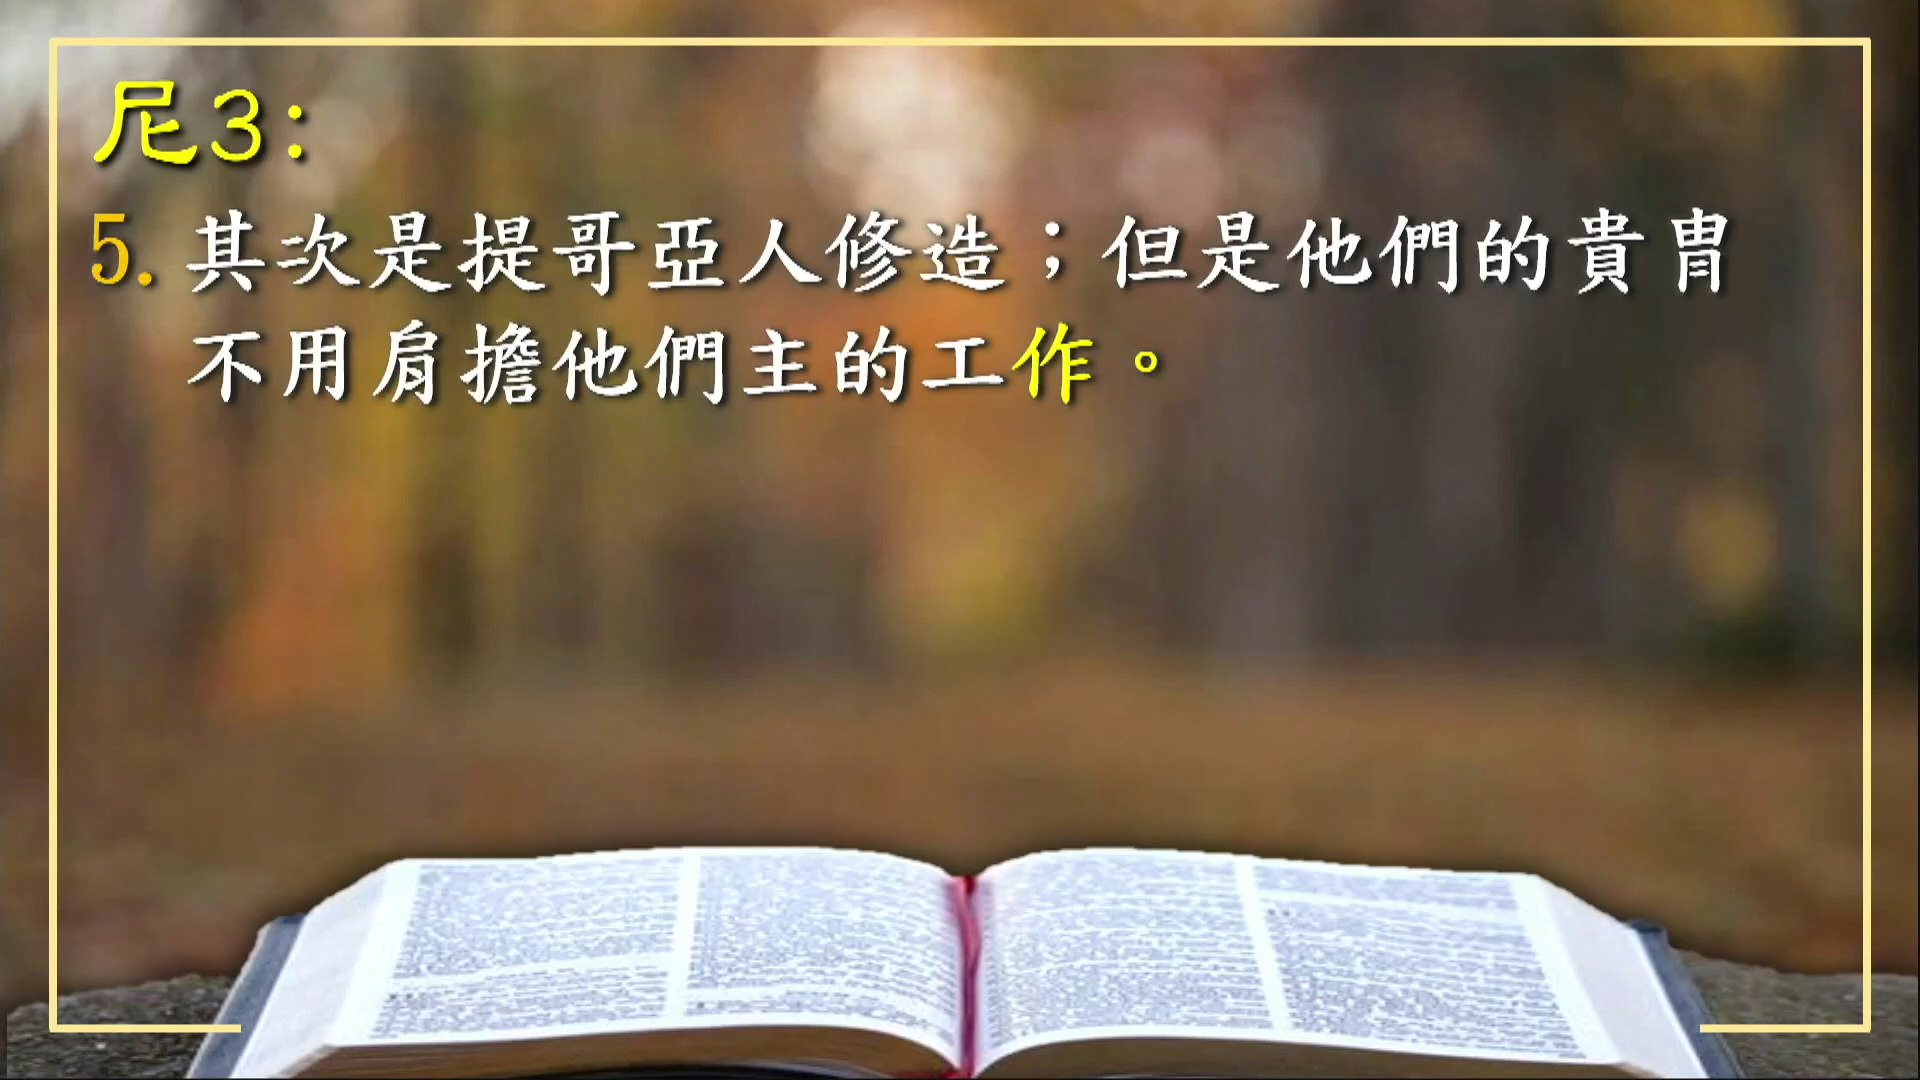 尼3:
5. 其次是提哥亞人修造；但是他們的貴冑
不用肩擔他們主的工作。